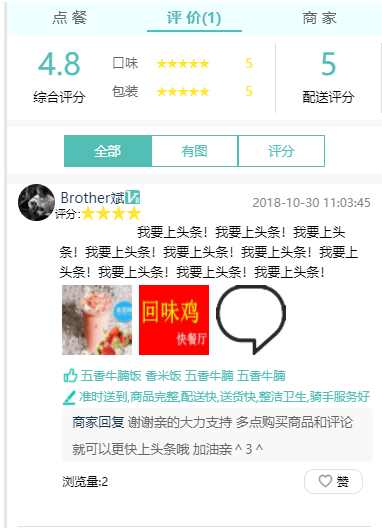 点 餐 评 价(1) 商 家
4.8 口味 ★★★★★ 5 5
综合评分 包装 ★★★★★ 5 配送评分
全部 有图 评分
Brother斌 2018-10-30 11:03:45
评分:★★★★
我要上头条！我要上头条！我要上头
条！我要上头条！我要上头条！我要上头条！我要上
头条！我要上头条！我要上头条！我要上头条！
回味鸡
快餐厅
五香牛腩饭 香米饭 五香牛腩 五香牛腩
准时送到,商品完整,配送快,送货快,整洁卫生,骑手服务好
商家回复 谢谢亲的大力支持 多点购买商品和评论
就可以更快上头条哦 加油亲 ^ 3 ^
浏览量:2 赞